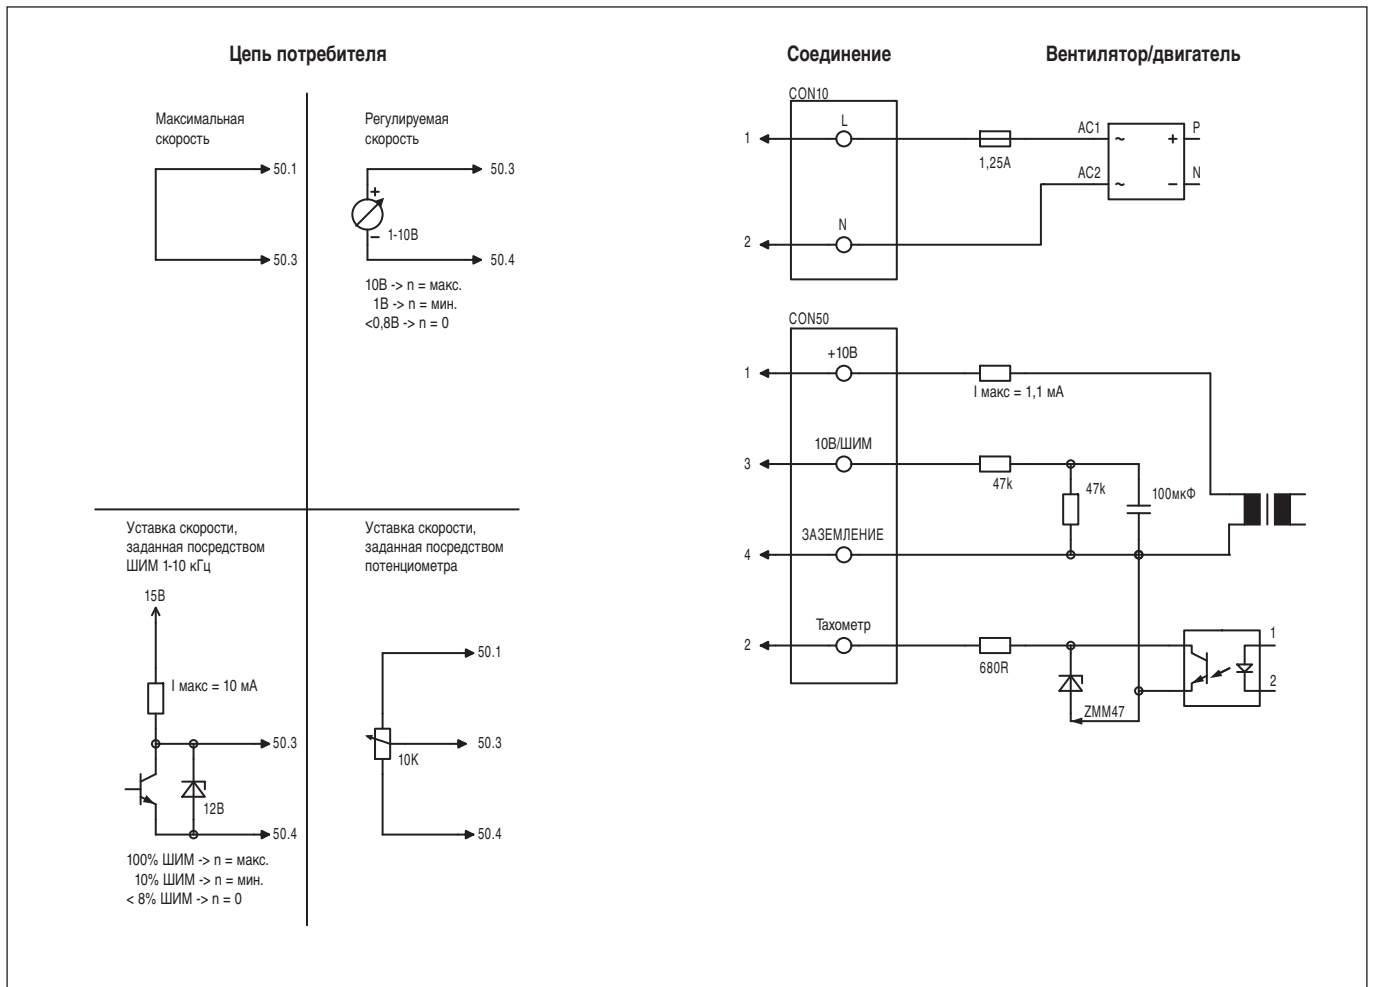 Цепь потребителя
Соединение
Вентилятор/двигатель
Максимальная
скорость
50.1
50.3
Регулируемая
скорость
50.3
+
1-10В
–
50.4
10В -> n = макс.
1В -> n = мин.
<0,8В -> n = 0
Уставка скорости,
заданная посредством
ШИМ 1-10 кГц
15В
I макс = 10 мА
50.3
12В
50.4
100% ШИМ -> n = макс.
10% ШИМ -> n = мин.
< 8% ШИМ -> n = 0
Уставка скорости,
заданная посредством
потенциометра
50.1
50.3
10K
50.4
CON10
L
1
1,25А
AC1
~
+
P
AC2
~
–
N
N
2
CON50
+10В
1
I макс = 1,1 мА
10В/ШИМ
3
47k
47k
100мкФ
ЗАЗЕМЛЕНИЕ
4
Тахометр
2
680R
ZMM47
1
2